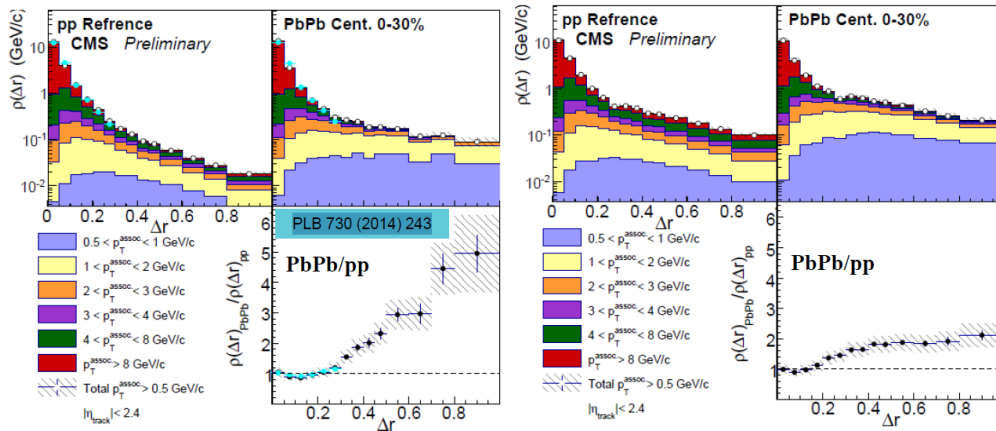 pp Refrence
CMS Preliminary
PbPb Cent. 0-30%
ρ(Δr) (GeV/c)
10
1
10⁻¹
10⁻²
0 0.2 0.4 0.6 0.8
Δr
0.5 < p_T^assoc < 1 GeV/c
1 < p_T^assoc < 2 GeV/c
2 < p_T^assoc < 3 GeV/c
3 < p_T^assoc < 4 GeV/c
4 < p_T^assoc < 8 GeV/c
p_T^assoc > 8 GeV/c
Total p_T^assoc > 0.5 GeV/c
|η_track| < 2.4
PLB 730 (2014) 243
PbPb/pp
ρ(Δr)_PbPb/ρ(Δr)_pp
6
5
4
3
2
1
0.2 0.4 0.6 0.8
Δr
pp Refrence
CMS Preliminary
PbPb Cent. 0-30%
ρ(Δr) (GeV/c)
10
1
10⁻¹
10⁻²
0 0.2 0.4 0.6 0.8
Δr
0.5 < p_T^assoc < 1 GeV/c
1 < p_T^assoc < 2 GeV/c
2 < p_T^assoc < 3 GeV/c
3 < p_T^assoc < 4 GeV/c
4 < p_T^assoc < 8 GeV/c
p_T^assoc > 8 GeV/c
Total p_T^assoc > 0.5 GeV/c
|η_track| < 2.4
PbPb/pp
ρ(Δr)_PbPb/ρ(Δr)_pp
6
5
4
3
2
1
0.2 0.4 0.6 0.8
Δr